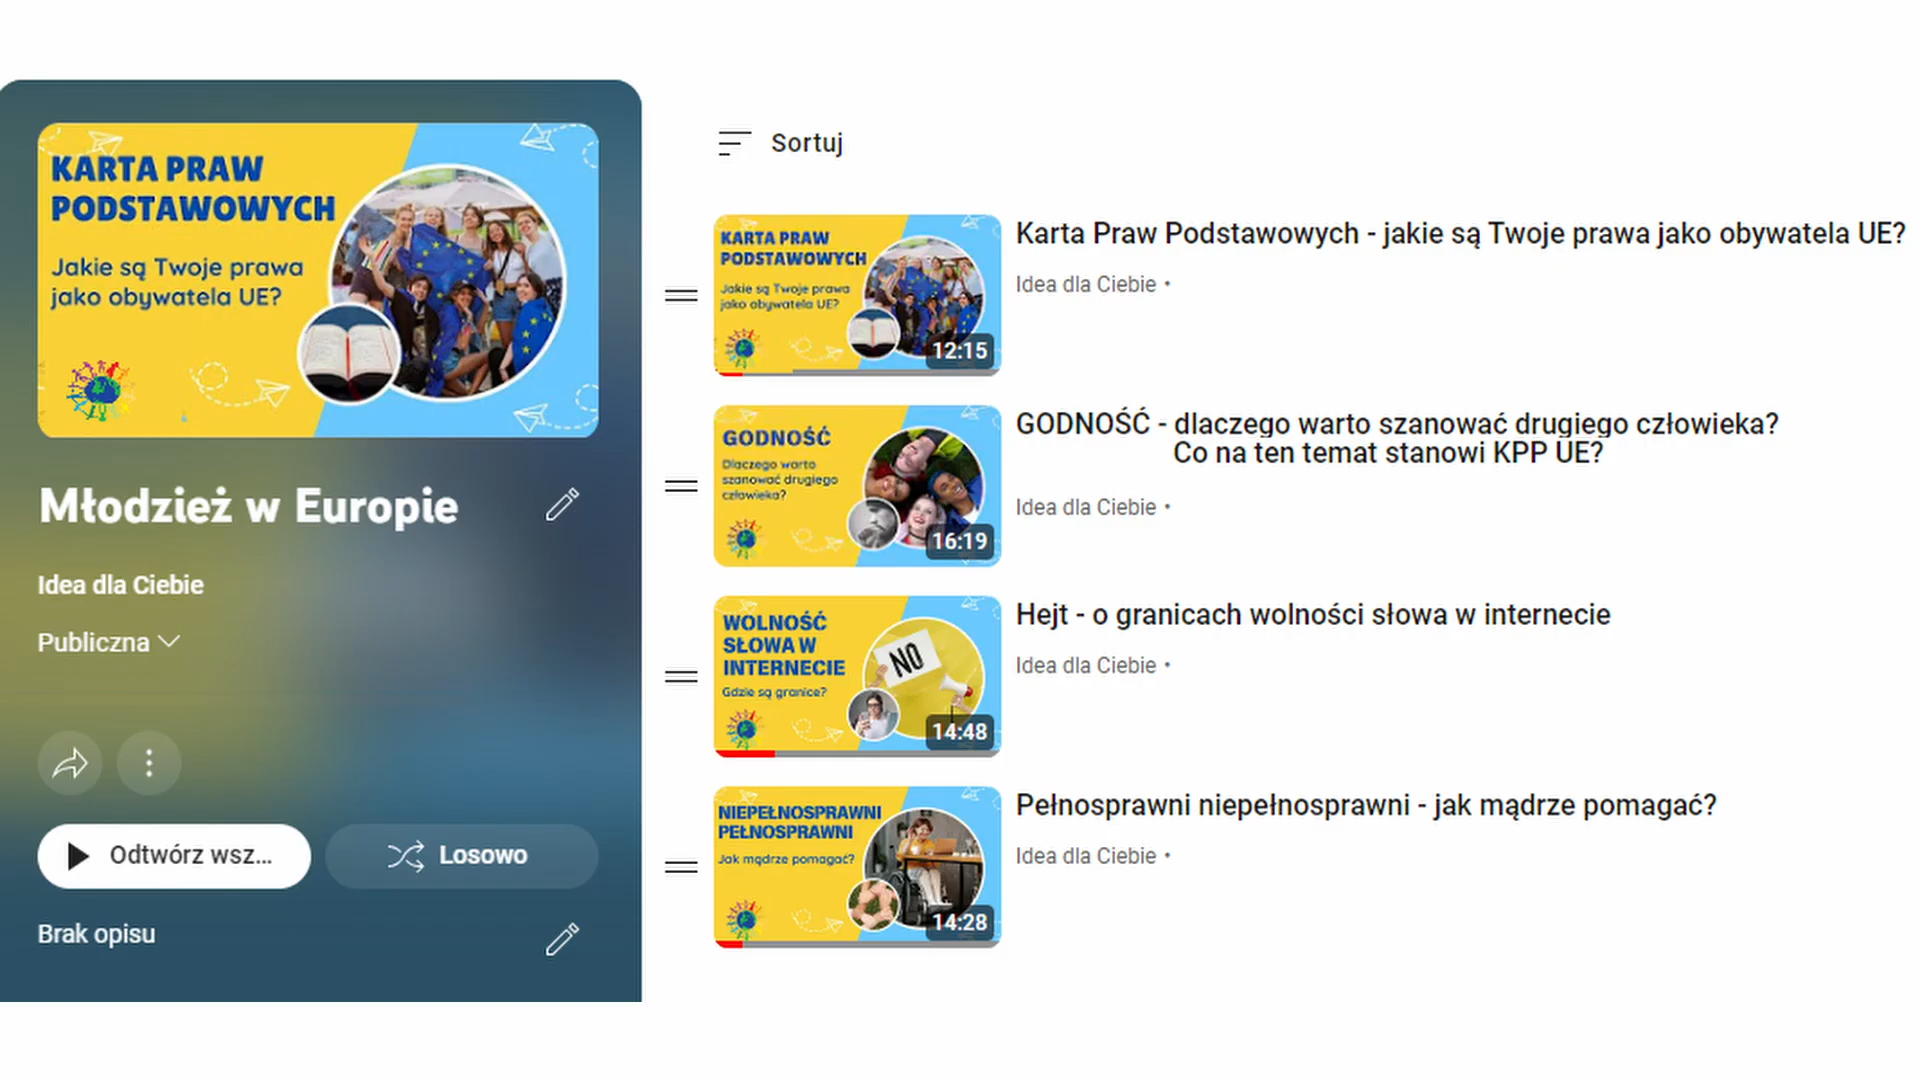 KARTA PRAW
PODSTAWOWYCH
Jakie są Twoje prawa
jako obywatela UE?
Młodzież w Europie
Idea dla Ciebie
Publiczna
Odtwórz wsz...
Losowo
Brak opisu
Sortuj
KARTA PRAW
PODSTAWOWYCH
Jakie są Twoje prawa
jako obywatela UE?
12:15
Karta Praw Podstawowych - jakie są Twoje prawa jako obywatela UE?
Idea dla Ciebie •
GODNOŚĆ
Dlaczego warto
szanować drugiego
człowieka?
16:19
GODNOŚĆ - dlaczego warto szanować drugiego człowieka?
Co na ten temat stanowi KPP UE?
Idea dla Ciebie •
WOLNOŚĆ
SŁOWA W
INTERNECIE
Gdzie są granice?
NO
14:48
Hejt - o granicach wolności słowa w internecie
Idea dla Ciebie •
NIEPEŁNOSPRAWNI
PEŁNOSPRAWNI
Jak mądrze pomagać?
14:28
Pełnosprawni niepełnosprawni - jak mądrze pomagać?
Idea dla Ciebie •